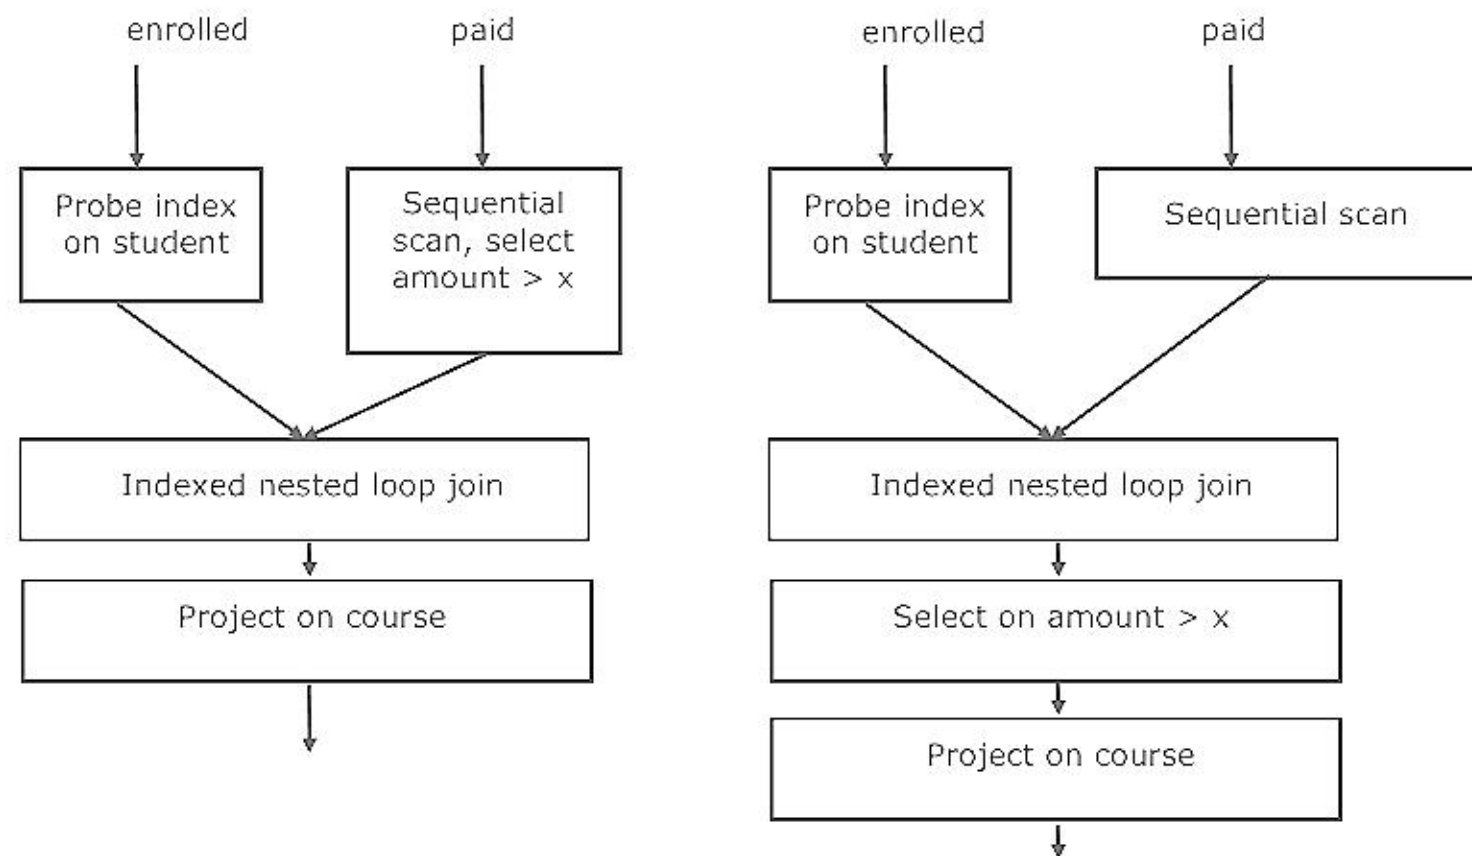 enrolled
paid
Probe index
on student
Sequential
scan, select
amount > x
Indexed nested loop join
Project on course
enrolled
paid
Probe index
on student
Sequential scan
Indexed nested loop join
Select on amount > x
Project on course